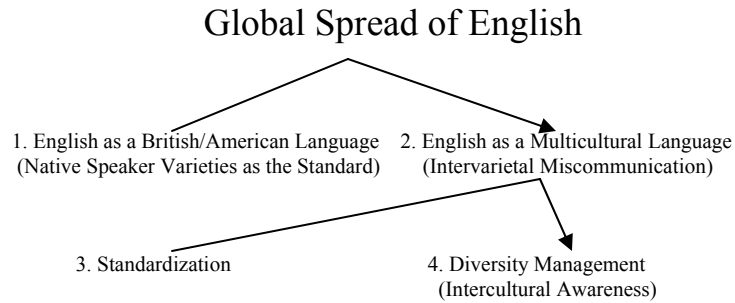 Global Spread of English
1. English as a British/American Language
(Native Speaker Varieties as the Standard)
2. English as a Multicultural Language
(Intervarietal Miscommunication)
3. Standardization
4. Diversity Management
(Intercultural Awareness)